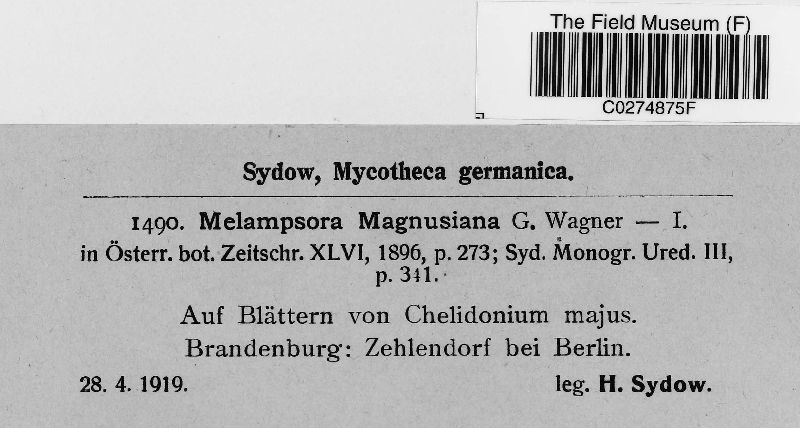 The Field Museum (F)
C0274875F
Sydow, Mycotheca germanica.
1490. Melampsora Magnusiana G. Wagner — I.
in Österr. bot. Zeitschr. XLVI, 1896, p. 273; Syd. Monogr. Ured. III,
p. 341.
Auf Blättern von Chelidonium majus.
Brandenburg: Zehlendorf bei Berlin.
28. 4. 1919. leg. H. Sydow.